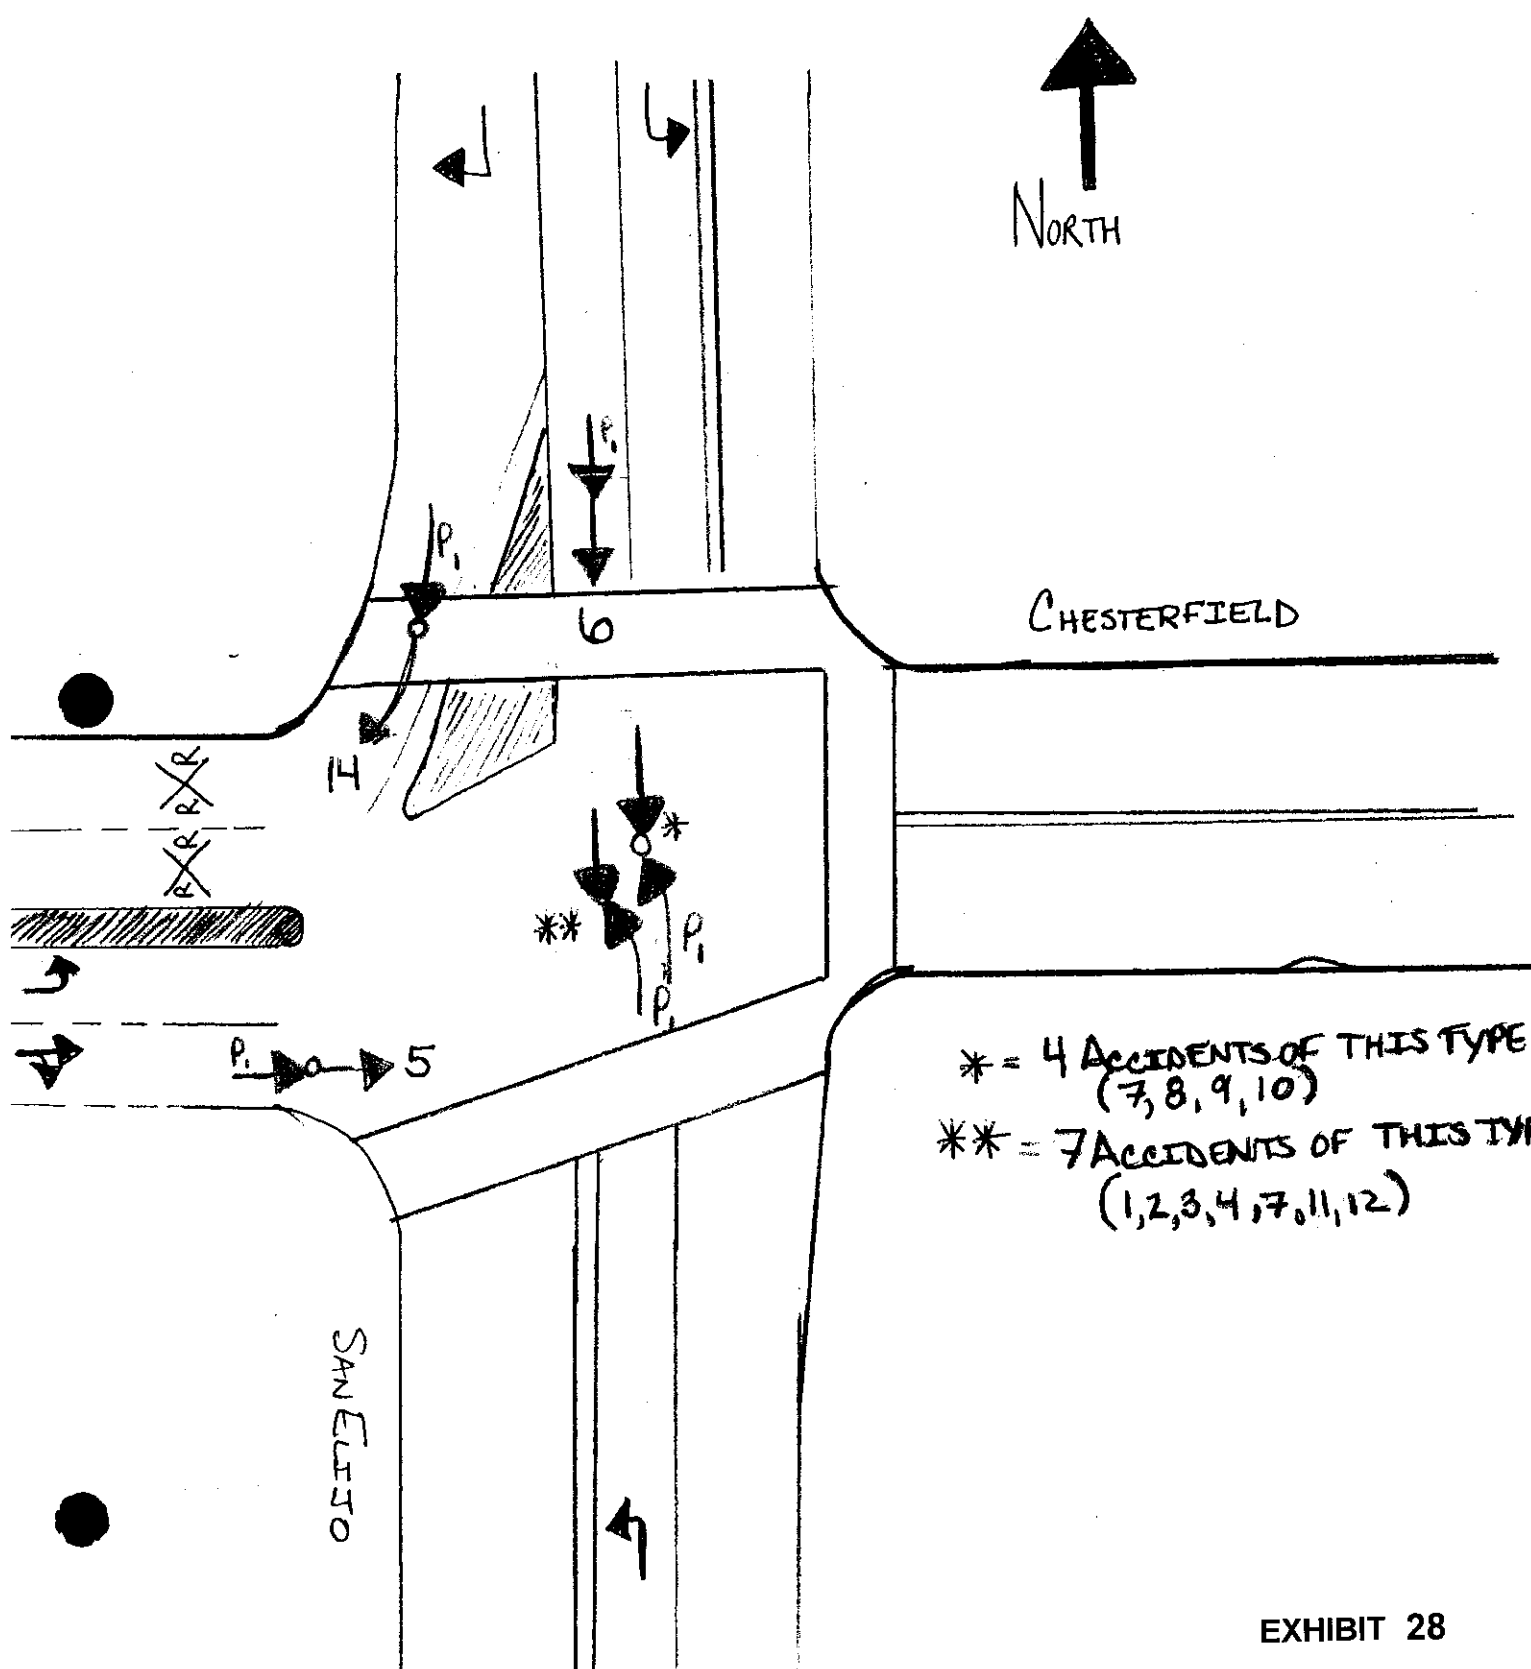 NORTH
P1
P1
6
CHESTERFIELD
14
R R
R R
*
**
P1
P1
P1
5
* = 4 ACCIDENTS OF THIS TYPE
(7, 8, 9, 10)
** = 7 ACCIDENTS OF THIS TYP
(1, 2, 3, 4, 7, 11, 12)
SAN ELIJO
EXHIBIT 28